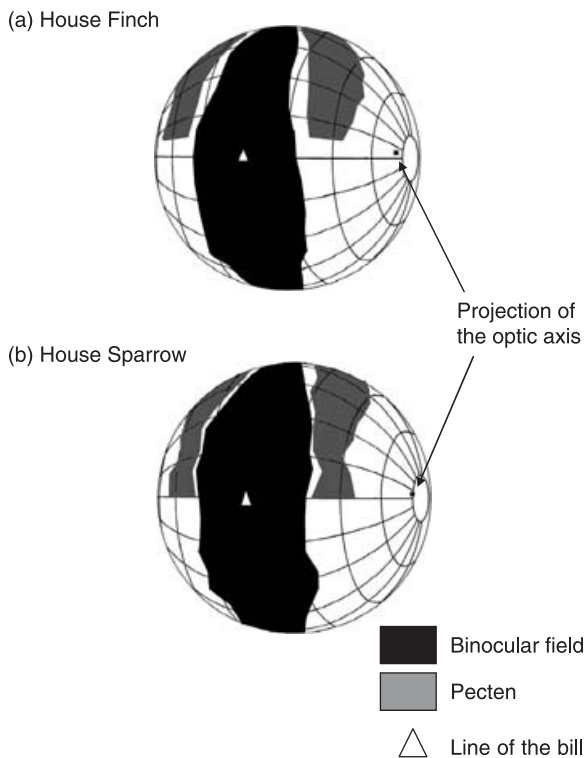 (a) House Finch
Projection of
the optic axis
(b) House Sparrow
Binocular field
Pecten
Line of the bill